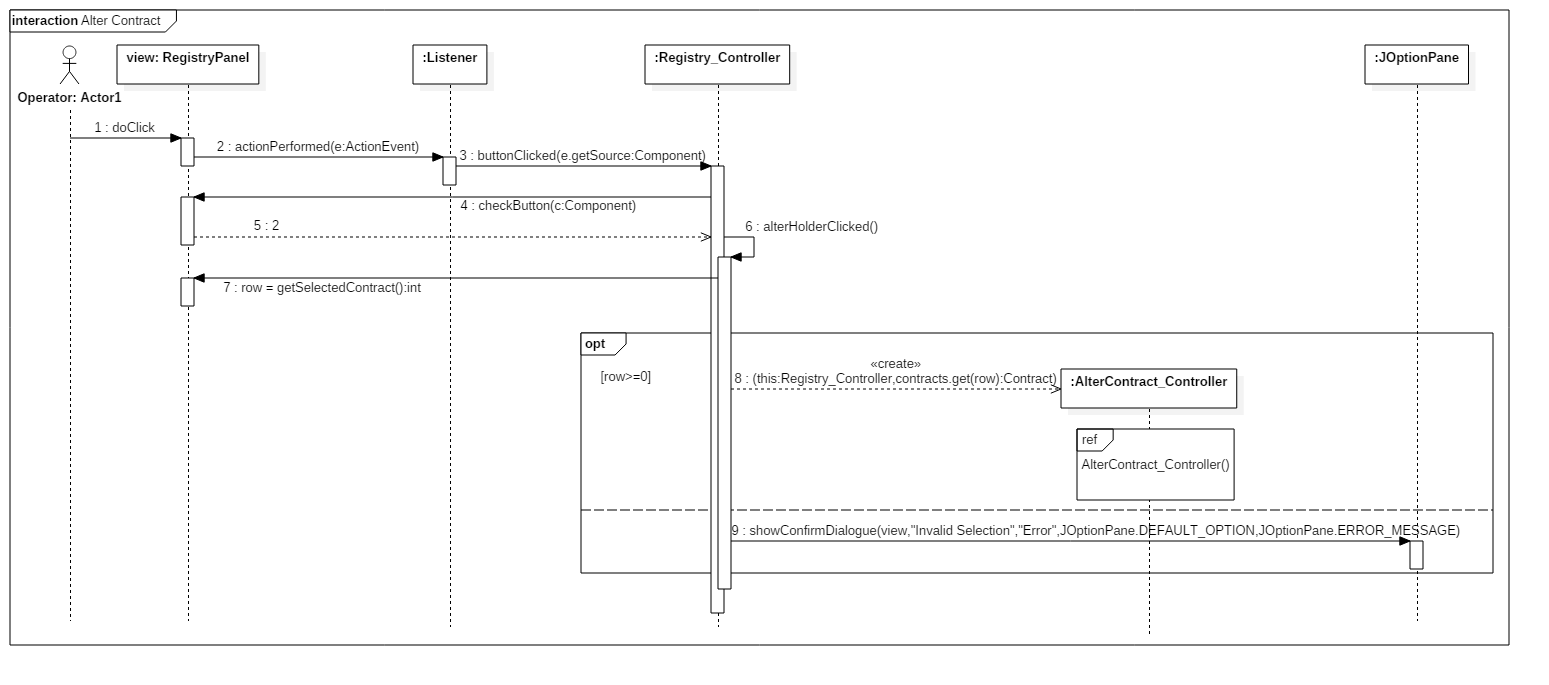 interaction Alter Contract
view: RegistryPanel
:Listener
:Registry_Controller
:JOptionPane
Operator: Actor1
1 : doClick
2 : actionPerformed(e:ActionEvent)
3 : buttonClicked(e.getSource:Component)
4 : checkButton(c:Component)
5 : 2
6 : alterHolderClicked()
7 : row = getSelectedContract():int
opt
[row>=0]
«create»
8 : (this:Registry_Controller,contracts.get(row):Contract)
:AlterContract_Controller
ref
AlterContract_Controller()
9 : showConfirmDialogue(view,"Invalid Selection","Error",JOptionPane.DEFAULT_OPTION,JOptionPane.ERROR_MESSAGE)